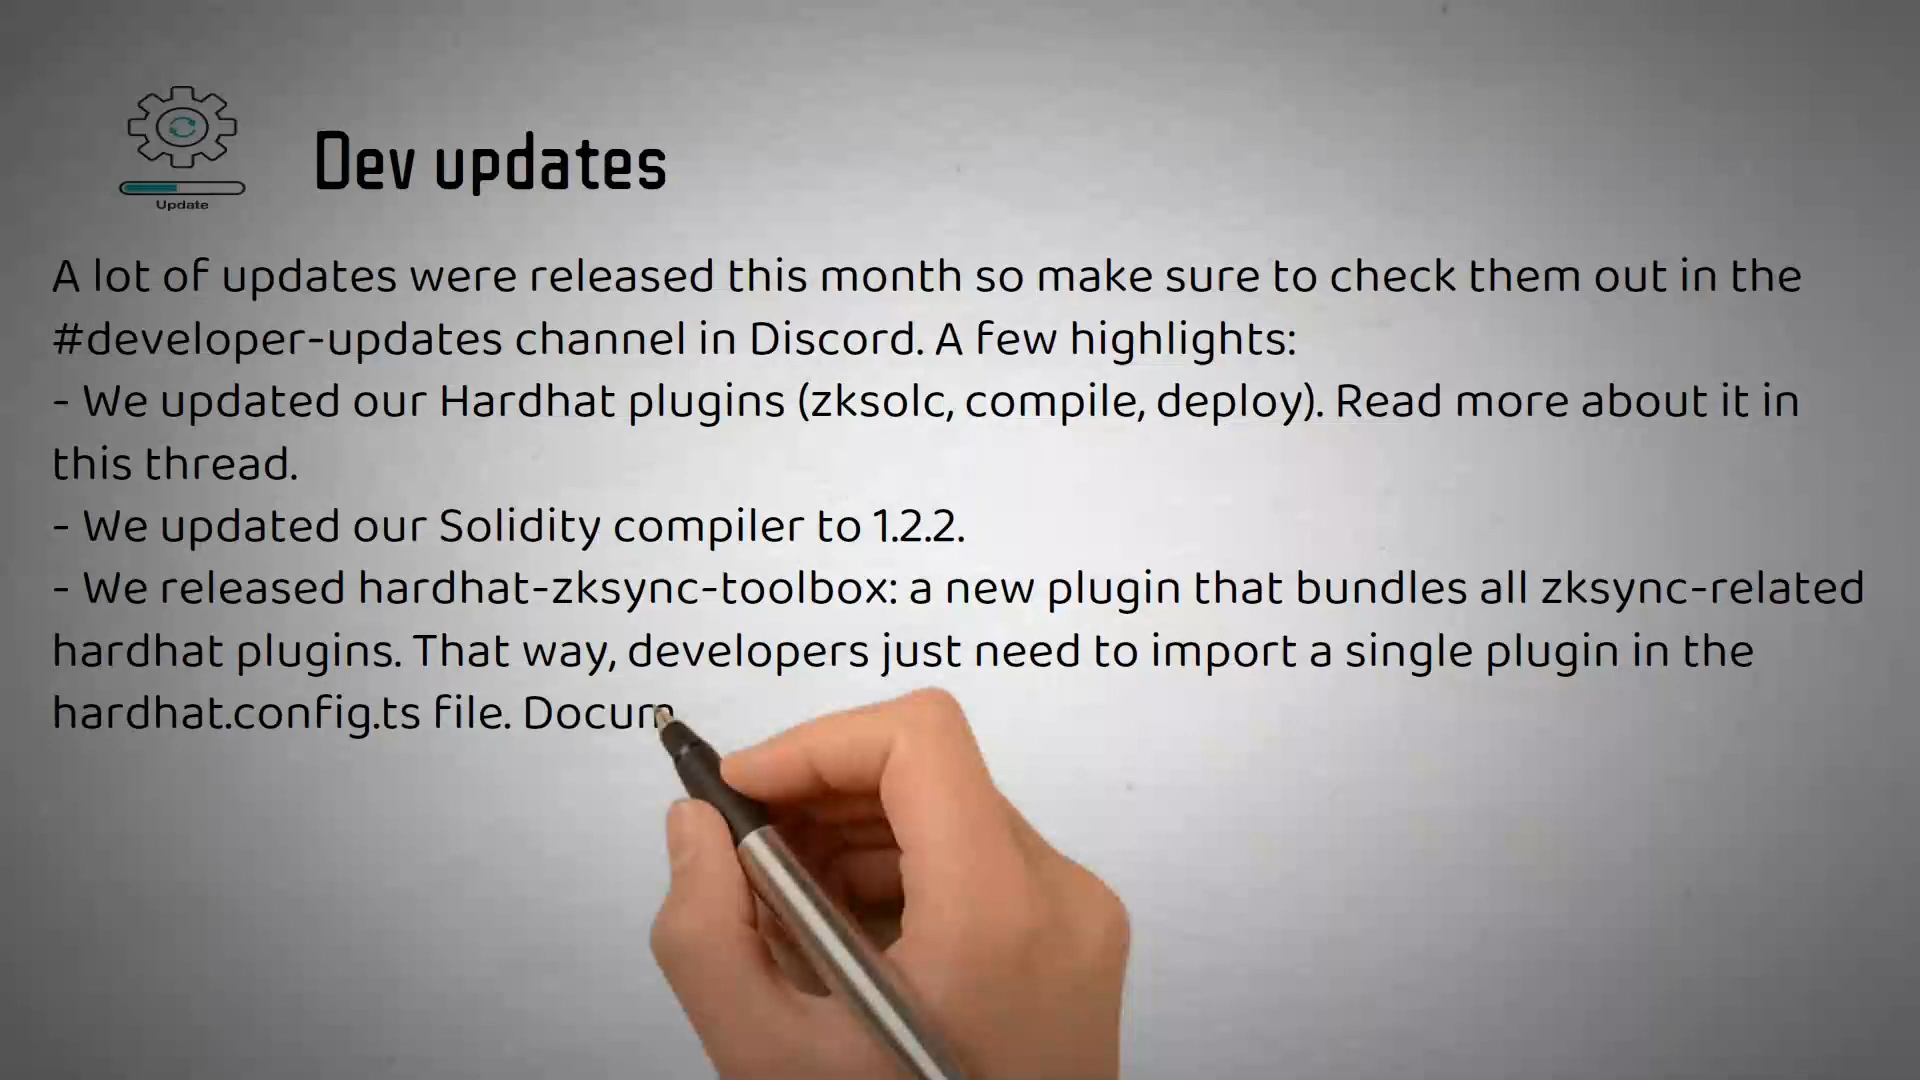 Update
Dev updates
A lot of updates were released this month so make sure to check them out in the
#developer-updates channel in Discord. A few highlights:
- We updated our Hardhat plugins (zksolc, compile, deploy). Read more about it in
this thread.
- We updated our Solidity compiler to 1.2.2.
- We released hardhat-zksync-toolbox: a new plugin that bundles all zksync-related
hardhat plugins. That way, developers just need to import a single plugin in the
hardhat.config.ts file. Docum